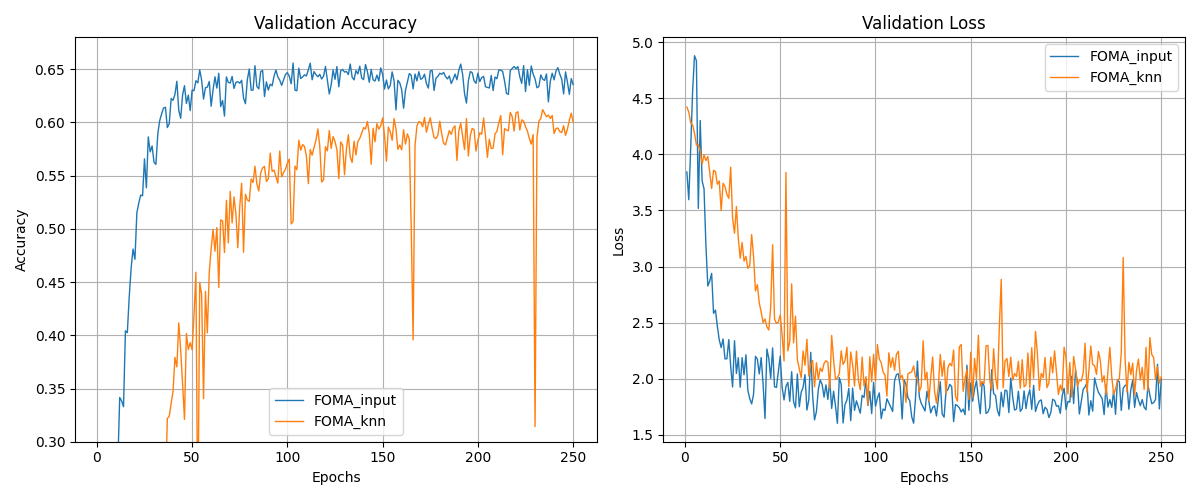 Validation Accuracy
Accuracy
0.65
0.60
0.55
0.50
0.45
0.40
0.35
0.30
FOMA_input
FOMA_knn
0
50
100
150
200
250
Epochs
Validation Loss
Loss
5.0
4.5
4.0
3.5
3.0
2.5
2.0
1.5
FOMA_input
FOMA_knn
0
50
100
150
200
250
Epochs